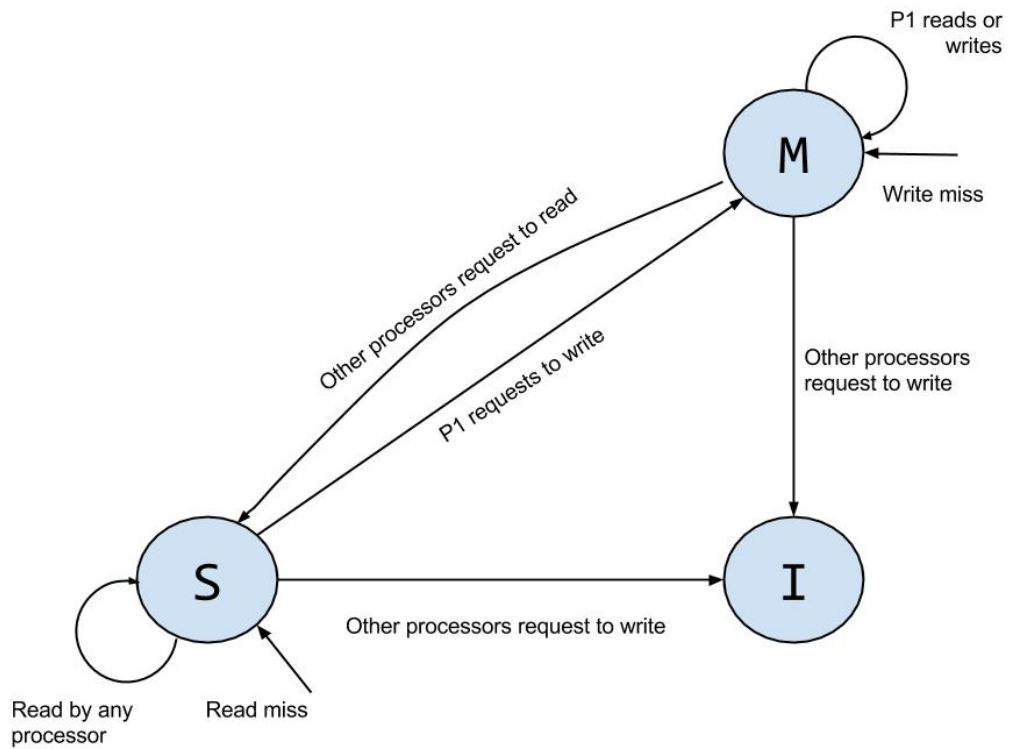 P1 reads or
writes
M
Write miss
Other processors request to read
P1 requests to write
Other processors
request to write
S
I
Other processors request to write
Read by any
processor
Read miss